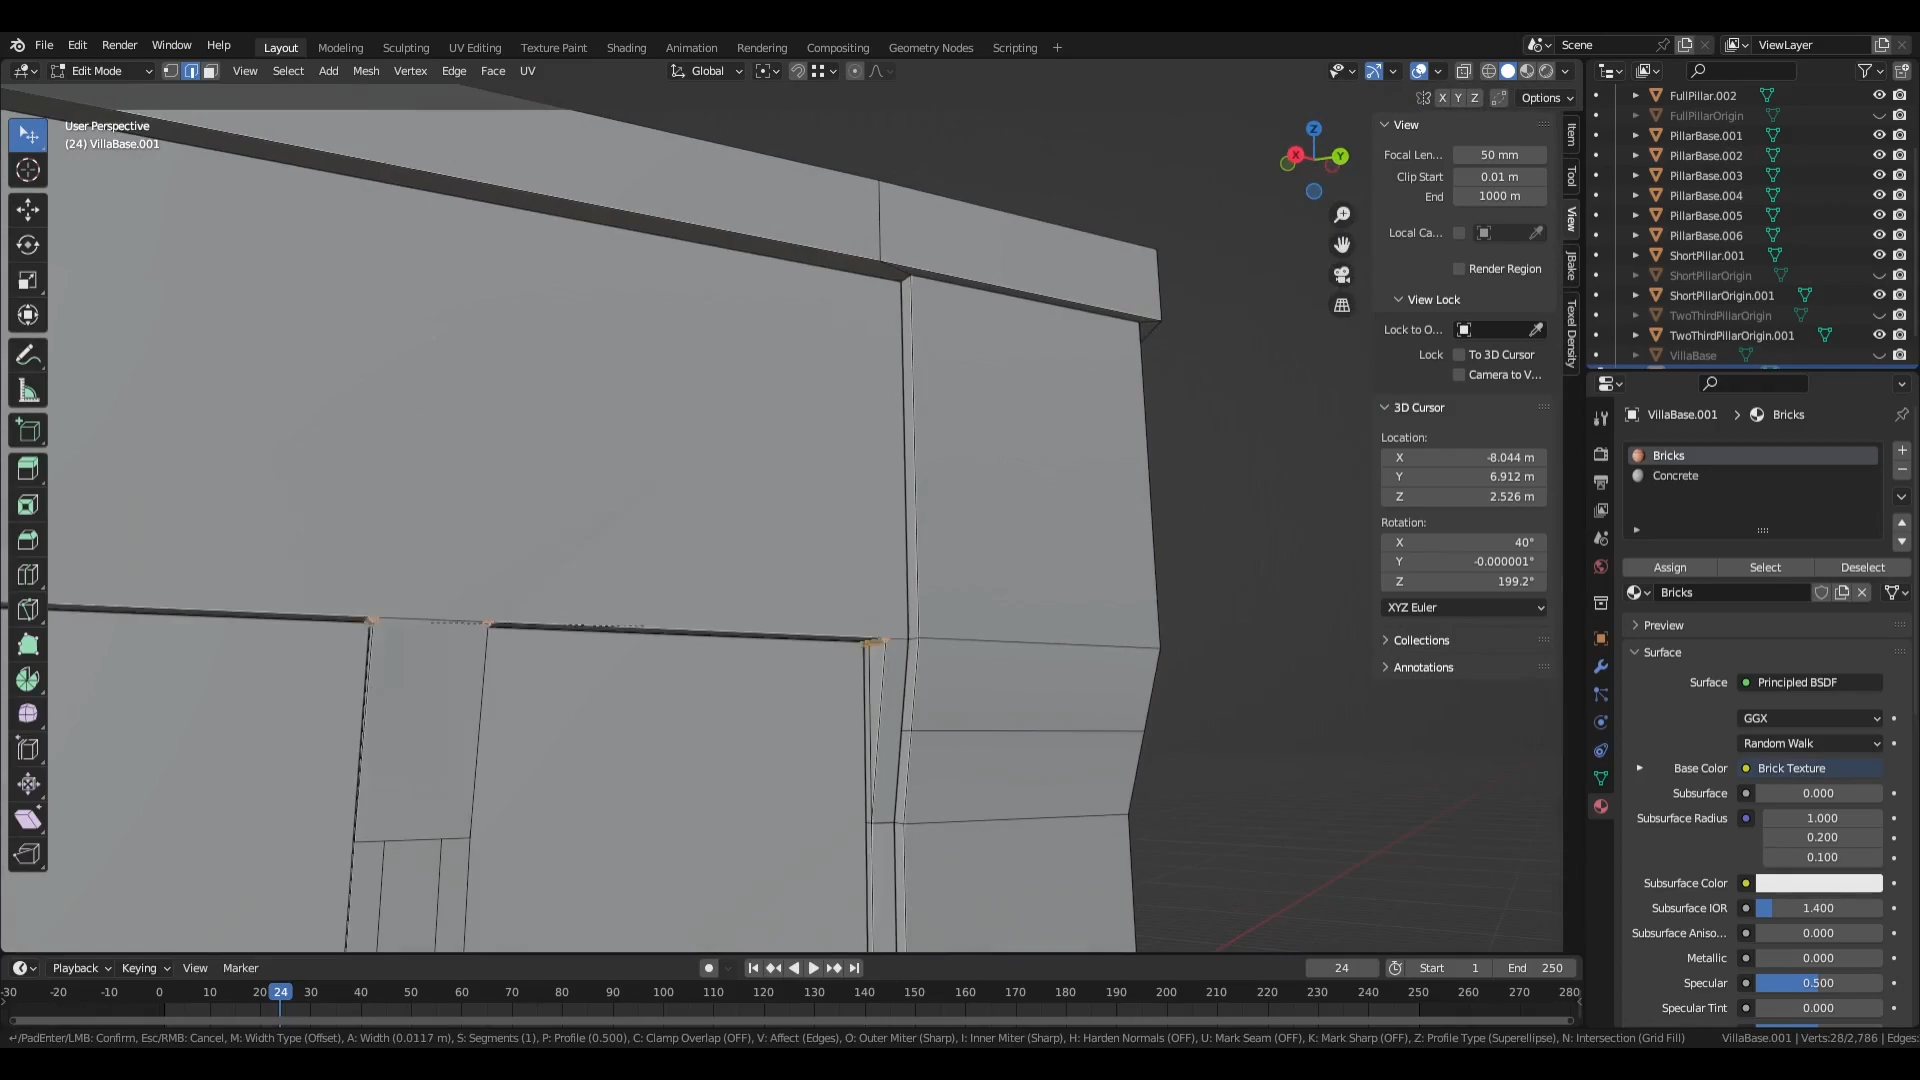 File Edit Render Window Help Layout Modeling Sculpting UV Editing Texture Paint Shading Animation Rendering Compositing Geometry Nodes Scripting + Scene ViewLayer
Edit Mode View Select Add Mesh Vertex Edge Face UV Global
X Y Z Options
User Perspective
(24) VillaBase.001
Z
X
Y
View
Focal Len... 50 mm
Clip Start 0.01 m
End 1000 m
Local Ca...
Render Region
View Lock
Lock to O...
Lock To 3D Cursor
Camera to V...
3D Cursor
Location:
X -8.044 m
Y 6.912 m
Z 2.526 m
Rotation:
X 40°
Y -0.000001°
Z 199.2°
XYZ Euler
Collections
Annotations
Item
Tool
View
JBake
Texel Density
FullPillar.002
FullPillarOrigin
PillarBase.001
PillarBase.002
PillarBase.003
PillarBase.004
PillarBase.005
PillarBase.006
ShortPillar.001
ShortPillarOrigin
ShortPillarOrigin.001
TwoThirdPillarOrigin
TwoThirdPillarOrigin.001
VillaBase
VillaBase.001 > Bricks
Bricks
Concrete
Assign Select Deselect
Bricks
Preview
Surface
Surface Principled BSDF
GGX
Random Walk
Base Color Brick Texture
Subsurface 0.000
Subsurface Radius 1.000
0.200
0.100
Subsurface Color
Subsurface IOR 1.400
Subsurface Aniso... 0.000
Metallic 0.000
Specular 0.500
Specular Tint 0.000
Playback Keying View Marker 24 Start 1 End 250
-30 -20 -10 0 10 20 24 30 40 50 60 70 80 90 100 110 120 130 140 150 160 170 180 190 200 210 220 230 240 250 260 270 280
↵/PadEnter/LMB: Confirm, Esc/RMB: Cancel, M: Width Type (Offset), A: Width (0.0117 m), S: Segments (1), P: Profile (0.500), C: Clamp Overlap (OFF), V: Affect (Edges), O: Outer Miter (Sharp), I: Inner Miter (Sharp), H: Harden Normals (OFF), U: Mark Seam (OFF), K: Mark Sharp (OFF), Z: Profile Type (Superellipse), N: Intersection (Grid Fill) VillaBase.001 | Verts:28/2,786 | Edges: